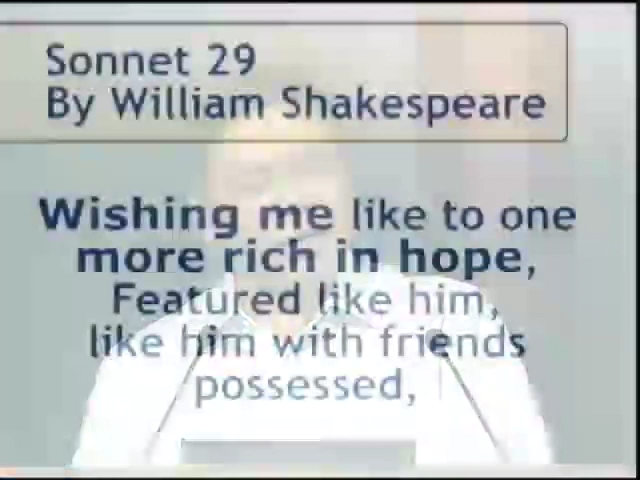 Sonnet 29
By William Shakespeare
Wishing me like to one
more rich in hope,
Featured like him,
like him with friends
possessed,